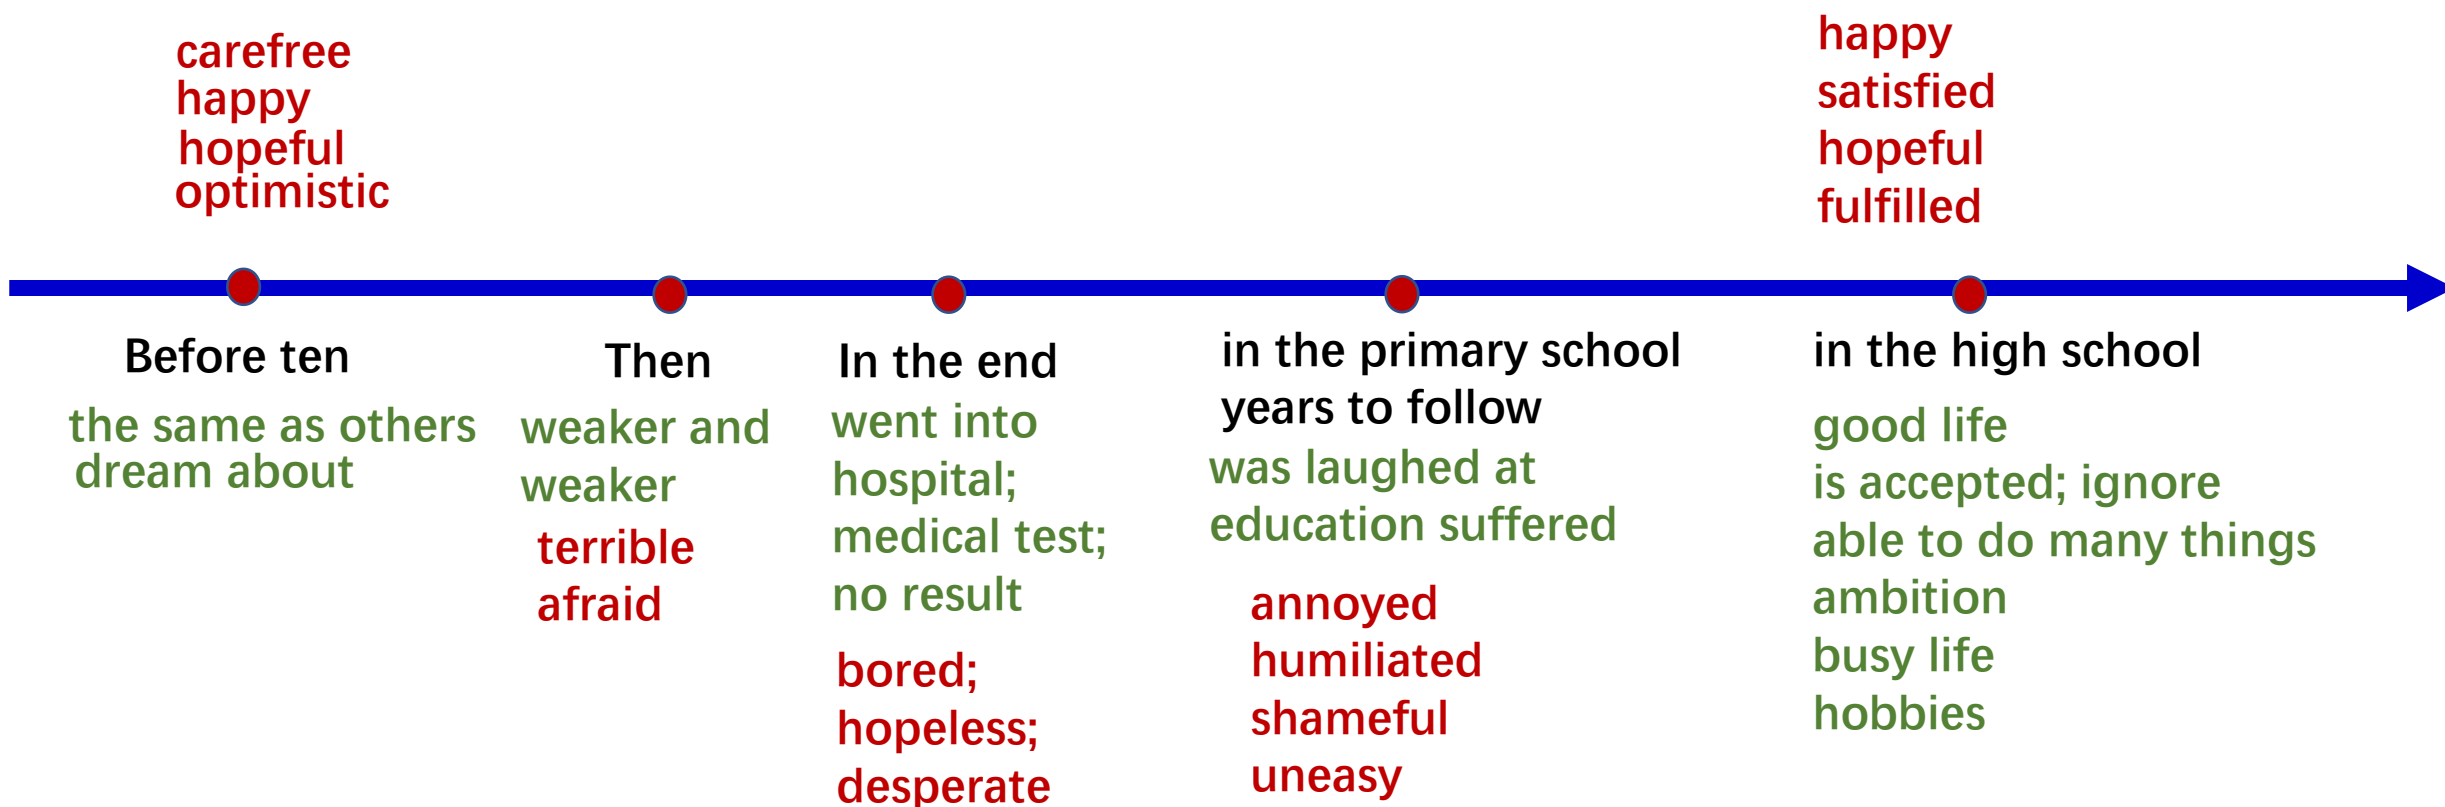 carefree
happy
hopeful
optimistic
happy
satisfied
hopeful
fulfilled
Before ten
the same as others
dream about
Then
weaker and
weaker
terrible
afraid
In the end
went into
hospital;
medical test;
no result
bored;
hopeless;
desperate
in the primary school
years to follow
was laughed at
education suffered
annoyed
humiliated
shameful
uneasy
in the high school
good life
is accepted; ignore
able to do many things
ambition
busy life
hobbies